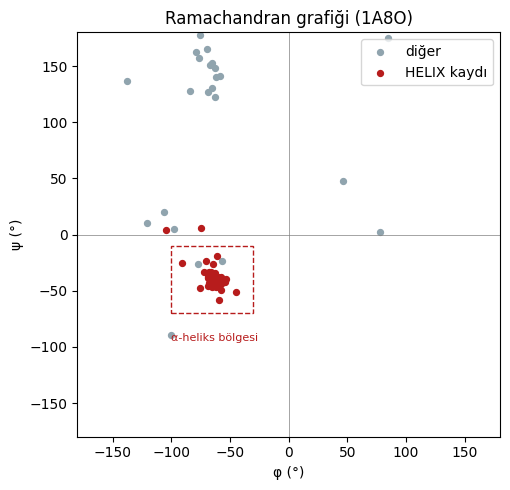 Ramachandran grafiği (1A8O)
diğer
HELIX kaydı
α-heliks bölgesi
ψ (°)
150
100
50
0
−50
−100
−150
−150
−100
−50
0
50
100
150
φ (°)